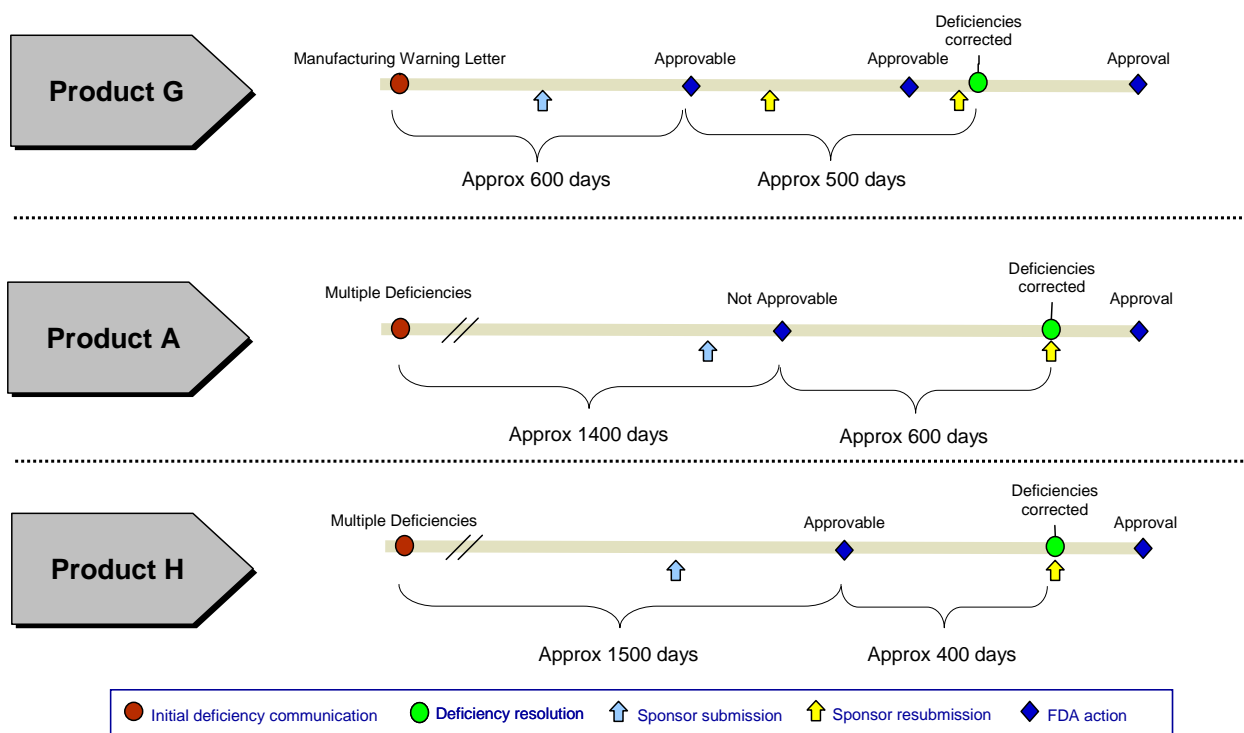 Product G
Manufacturing Warning Letter
Approvable
Approvable
Deficiencies
corrected
Approval
Approx 600 days
Approx 500 days
Product A
Multiple Deficiencies
Not Approvable
Deficiencies
corrected
Approval
Approx 1400 days
Approx 600 days
Product H
Multiple Deficiencies
Approvable
Deficiencies
corrected
Approval
Approx 1500 days
Approx 400 days
Initial deficiency communication
Deficiency resolution
Sponsor submission
Sponsor resubmission
FDA action